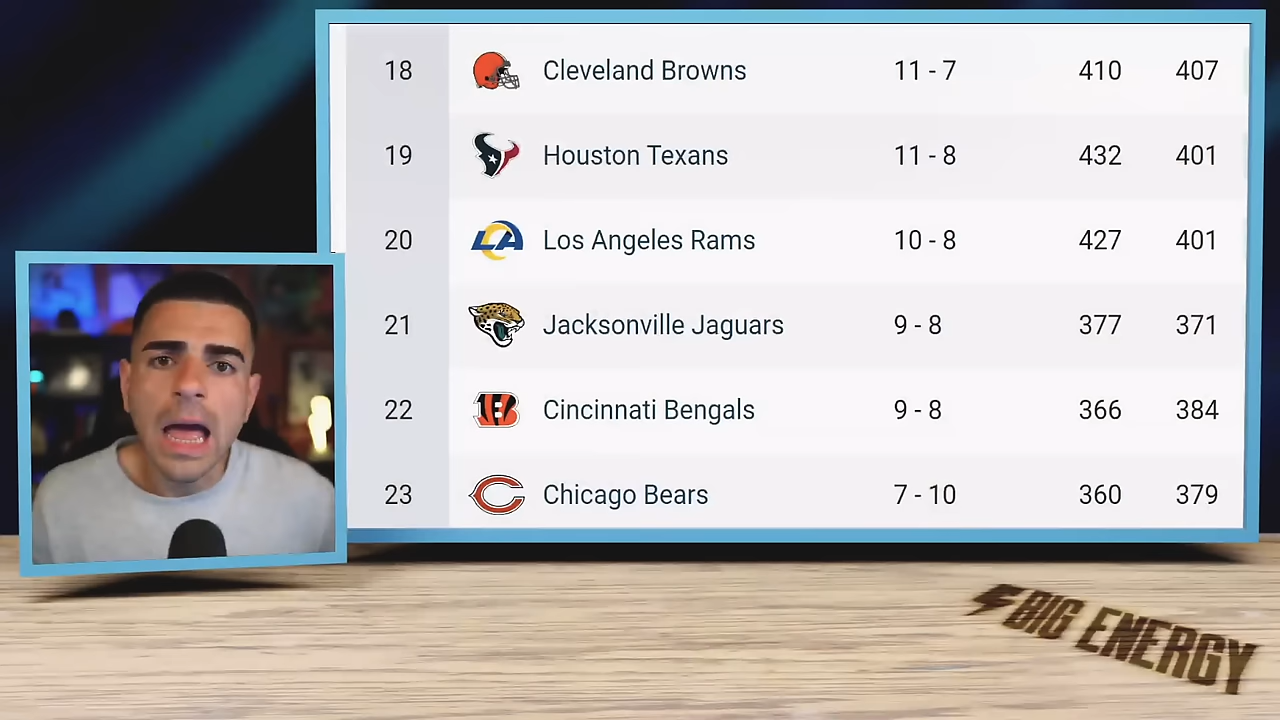 18 Cleveland Browns 11 - 7 410 407
19 Houston Texans 11 - 8 432 401
20 Los Angeles Rams 10 - 8 427 401
21 Jacksonville Jaguars 9 - 8 377 371
22 Cincinnati Bengals 9 - 8 366 384
23 Chicago Bears 7 - 10 360 379
BIG ENERGY